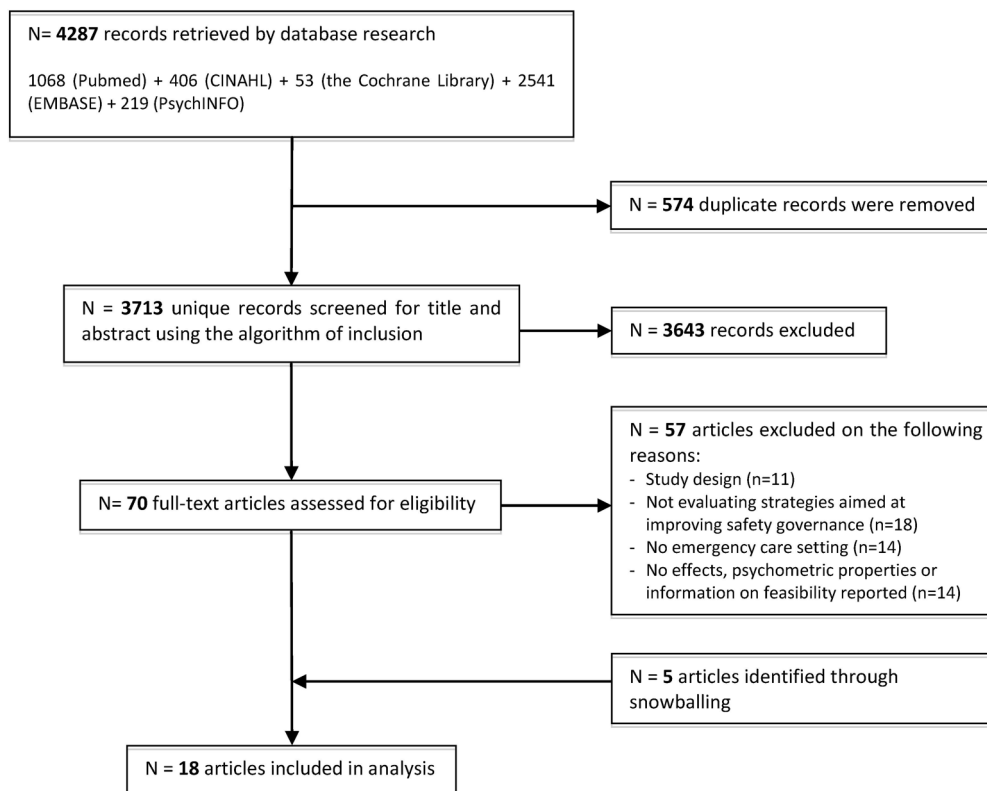 N= 4287 records retrieved by database research
1068 (Pubmed) + 406 (CINAHL) + 53 (the Cochrane Library) + 2541
(EMBASE) + 219 (PsychINFO)
N = 574 duplicate records were removed
N = 3713 unique records screened for title and
abstract using the algorithm of inclusion
N = 3643 records excluded
N = 57 articles excluded on the following
reasons:
- Study design (n=11)
- Not evaluating strategies aimed at
improving safety governance (n=18)
- No emergency care setting (n=14)
- No effects, psychometric properties or
information on feasibility reported (n=14)
N= 70 full-text articles assessed for eligibility
N = 5 articles identified through
snowballing
N = 18 articles included in analysis